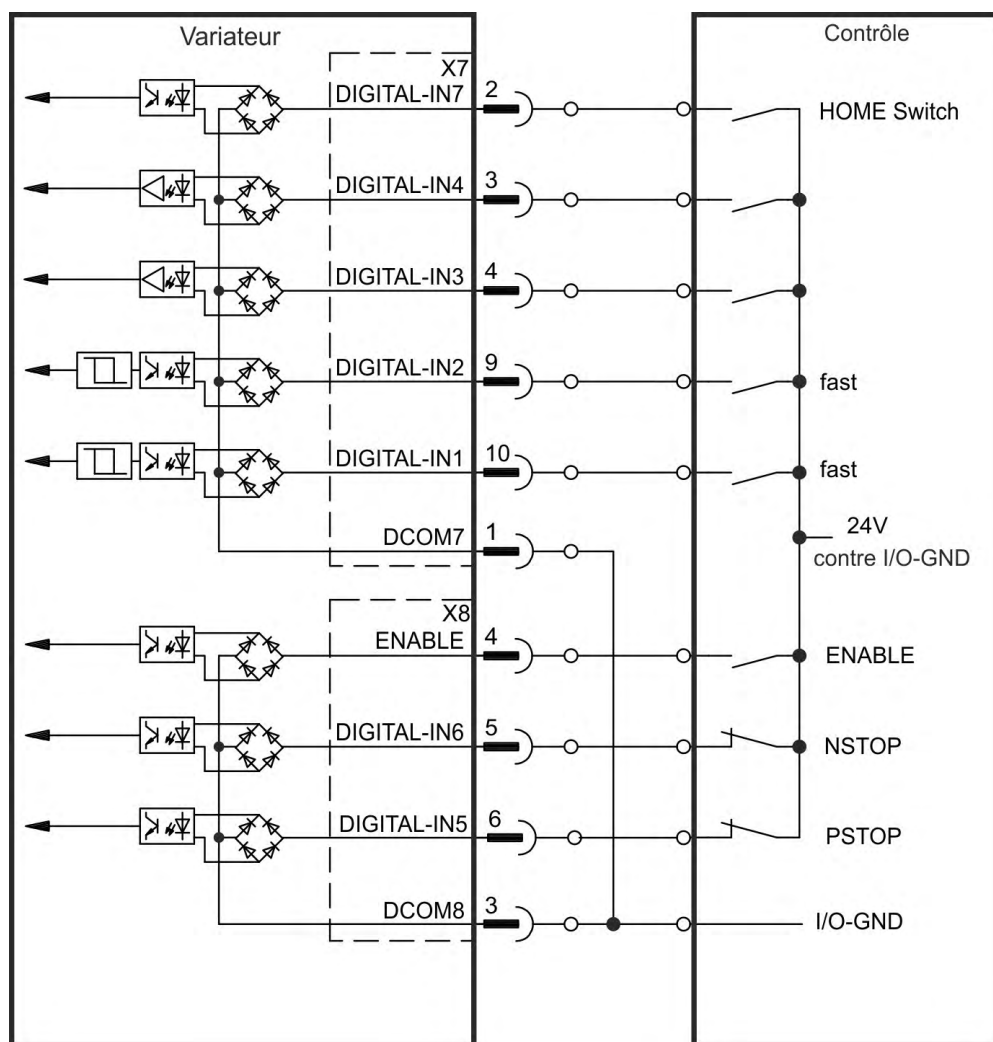 Variateur
Contrôle
X7
DIGITAL-IN7
2
HOME Switch
DIGITAL-IN4
3
DIGITAL-IN3
4
DIGITAL-IN2
9
fast
DIGITAL-IN1
10
fast
DCOM7
1
24V
contre I/O-GND
X8
ENABLE
4
ENABLE
DIGITAL-IN6
5
NSTOP
DIGITAL-IN5
6
PSTOP
DCOM8
3
I/O-GND